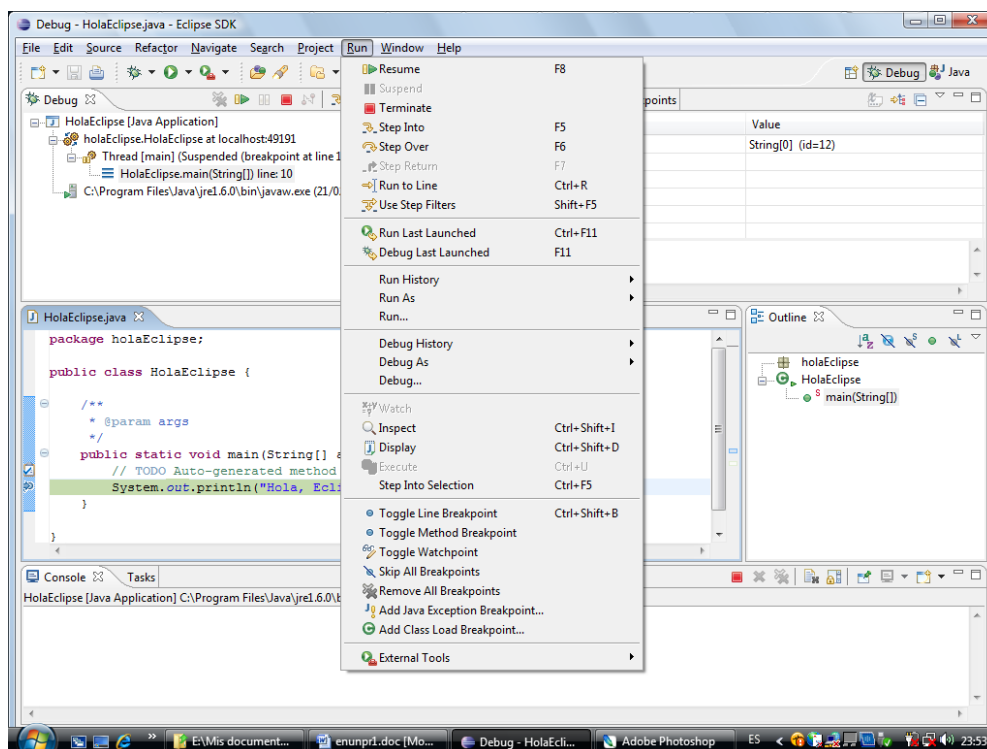 Debug - HolaEclipse.java - Eclipse SDK
File Edit Source Refactor Navigate Search Project Run Window Help
Debug Java
Debug
HolaEclipse [Java Application]
holaEclipse.HolaEclipse at localhost:49191
Thread [main] (Suspended (breakpoint at line 1
HolaEclipse.main(String[]) line: 10
C:\Program Files\Java\jre1.6.0\bin\javaw.exe (21/0
Resume F8
Suspend
Terminate
Step Into F5
Step Over F6
Step Return F7
Run to Line Ctrl+R
Use Step Filters Shift+F5
Run Last Launched Ctrl+F11
Debug Last Launched F11
Run History
Run As
Run...
Debug History
Debug As
Debug...
Watch
Inspect Ctrl+Shift+I
Display Ctrl+Shift+D
Execute Ctrl+U
Step Into Selection Ctrl+F5
Toggle Line Breakpoint Ctrl+Shift+B
Toggle Method Breakpoint
Toggle Watchpoint
Skip All Breakpoints
Remove All Breakpoints
Add Java Exception Breakpoint...
Add Class Load Breakpoint...
External Tools
points
Value
String[0] (id=12)
HolaEclipse.java
package holaEclipse;
public class HolaEclipse {
/**
* @param args
*/
public static void main(String[] a
// TODO Auto-generated method
System.out.println("Hola, Ecli
}
}
Outline
holaEclipse
HolaEclipse
main(String[])
Console Tasks
HolaEclipse [Java Application] C:\Program Files\Java\jre1.6.0\b
E:\Mis document... enunpr1.doc [Mo... Debug - HolaEcli... Adobe Photoshop ES 23:53